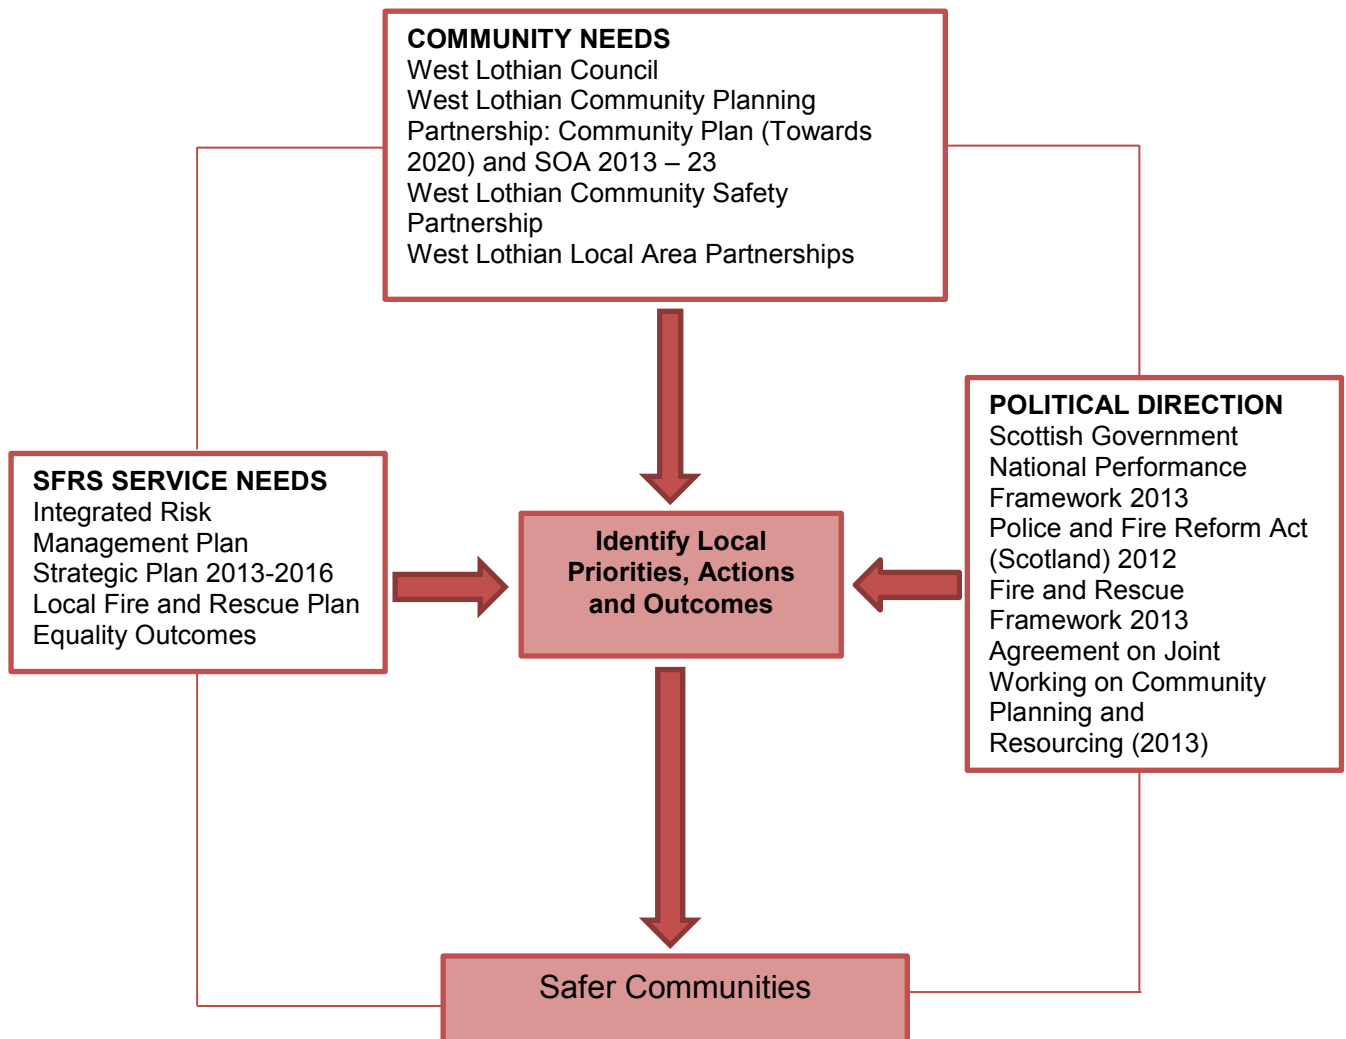 COMMUNITY NEEDS
West Lothian Council
West Lothian Community Planning
Partnership: Community Plan (Towards
2020) and SOA 2013 – 23
West Lothian Community Safety
Partnership
West Lothian Local Area Partnerships
SFRS SERVICE NEEDS
Integrated Risk
Management Plan
Strategic Plan 2013-2016
Local Fire and Rescue Plan
Equality Outcomes
Identify Local
Priorities, Actions
and Outcomes
POLITICAL DIRECTION
Scottish Government
National Performance
Framework 2013
Police and Fire Reform Act
(Scotland) 2012
Fire and Rescue
Framework 2013
Agreement on Joint
Working on Community
Planning and
Resourcing (2013)
Safer Communities